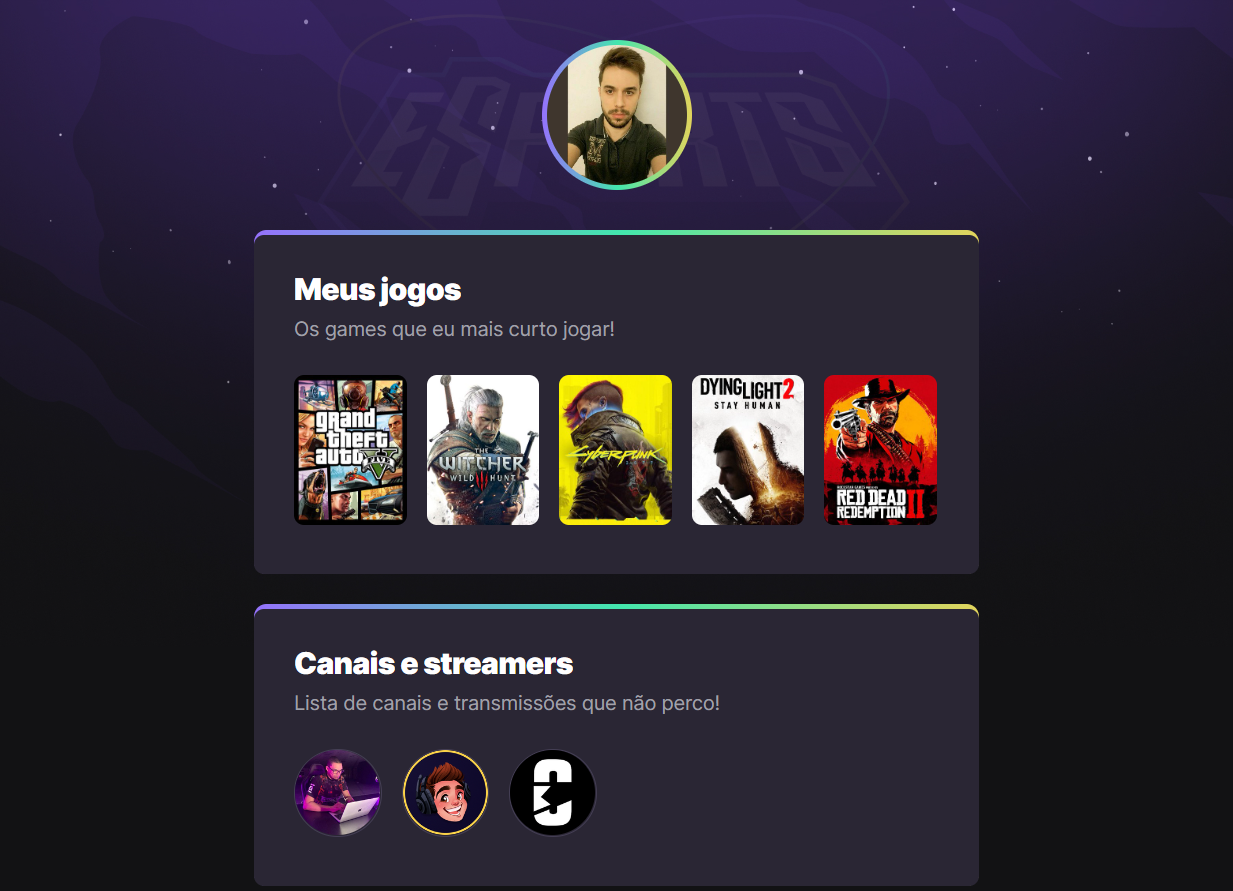 ESPORTS
Meus jogos
Os games que eu mais curto jogar!
grand
theft
auto V
FIVE
THE
WITCHER
WILD HUNT
CYBERPUNK
DYING LIGHT 2
STAY HUMAN
RED DEAD
REDEMPTION II
Canais e streamers
Lista de canais e transmissões que não perco!